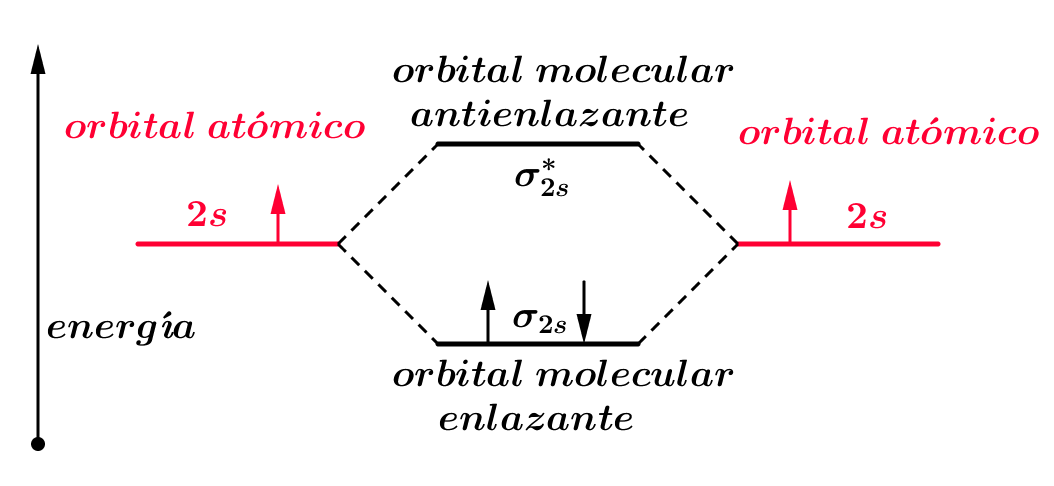 orbital molecular
antienlazante
orbital atómico
orbital atómico
σ*2s
2s
2s
energía
σ2s
orbital molecular
enlazante